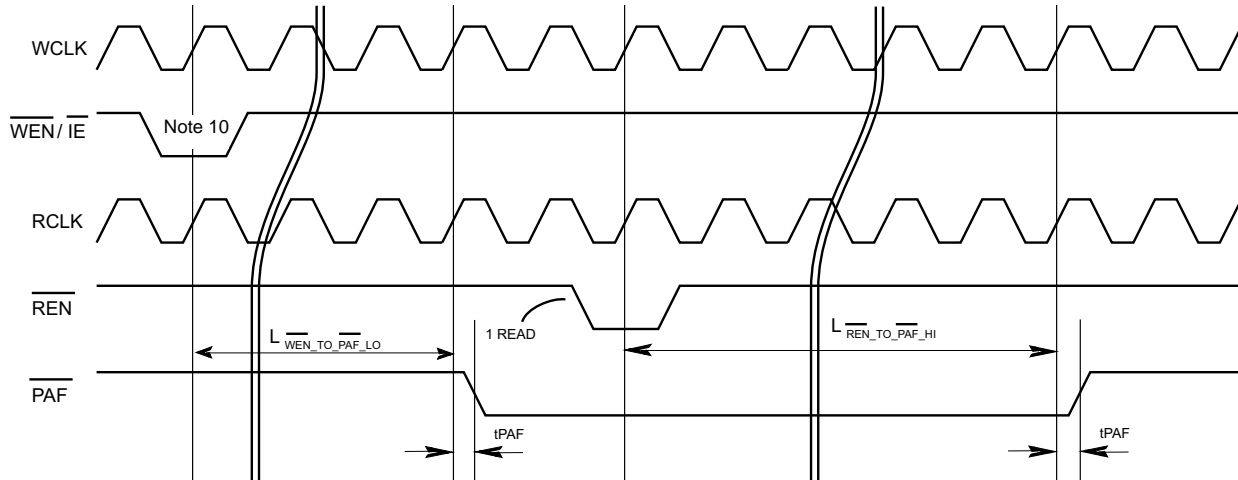 WCLK
WEN/ IE
Note 10
RCLK
REN
1 READ
L WEN_TO_PAF_LO
L REN_TO_PAF_HI
PAF
tPAF
tPAF